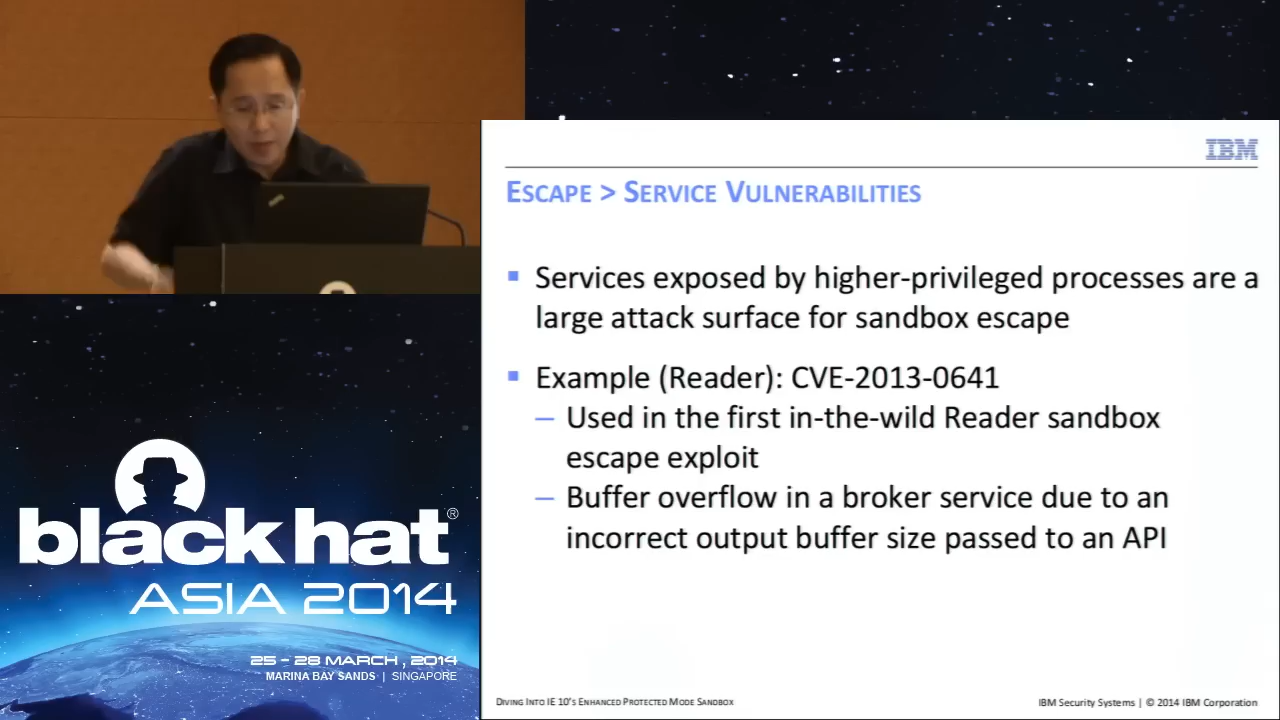 IBM
ESCAPE > SERVICE VULNERABILITIES
Services exposed by higher-privileged processes are a
large attack surface for sandbox escape
Example (Reader): CVE-2013-0641
Used in the first in-the-wild Reader sandbox
escape exploit
Buffer overflow in a broker service due to an
incorrect output buffer size passed to an API
DIVING INTO IE 10'S ENHANCED PROTECTED MODE SANDBOX
IBM Security Systems | © 2014 IBM Corporation
black hat®
ASIA 2014
25 - 28 MARCH, 2014
MARINA BAY SANDS | SINGAPORE